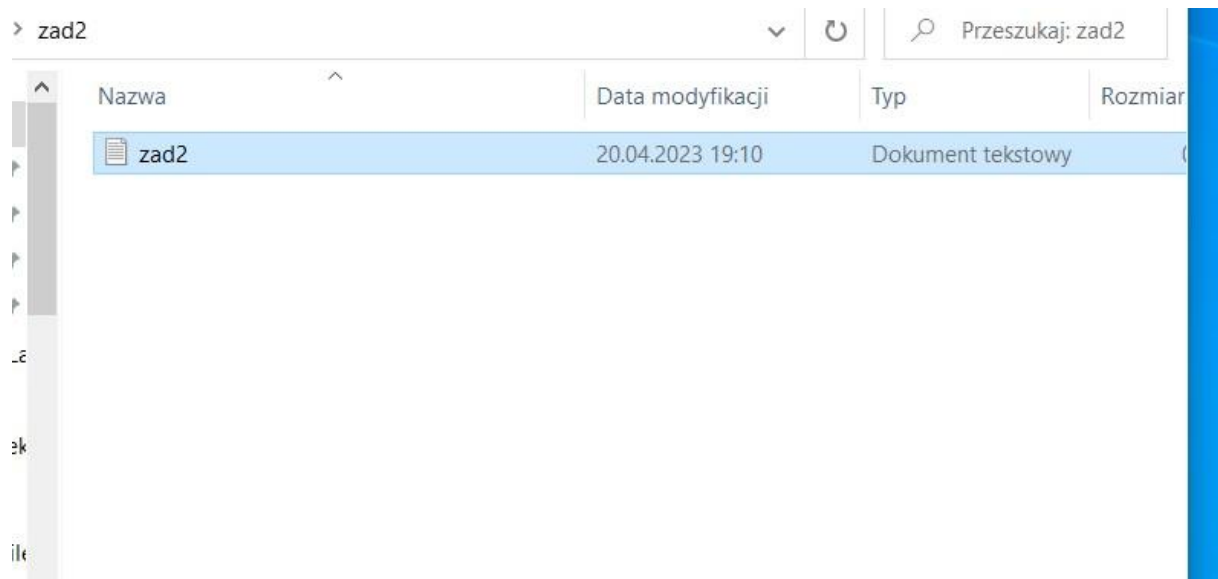 > zad2
Przeszukaj: zad2
Nazwa
Data modyfikacji
Typ
Rozmiar
zad2
20.04.2023 19:10
Dokument tekstowy